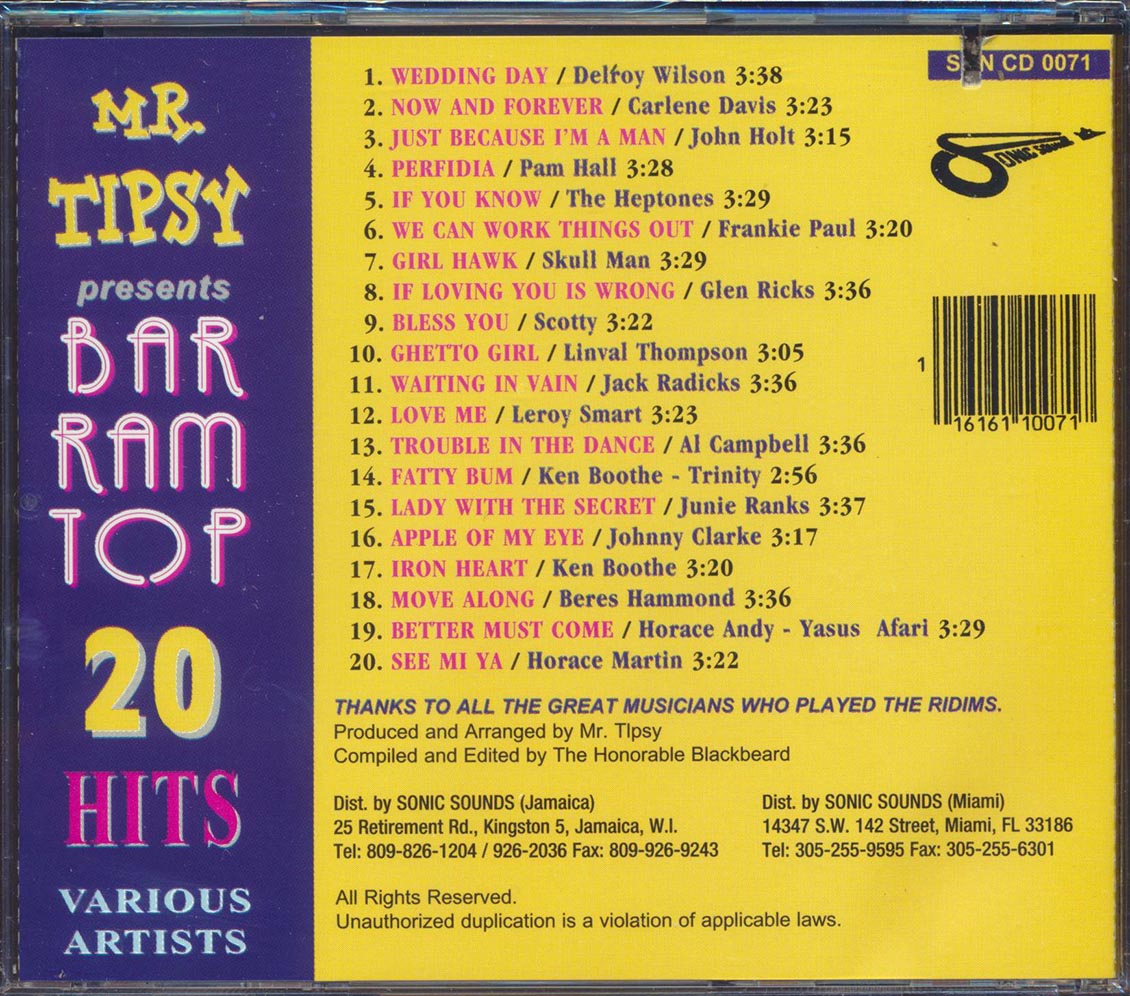 MR.
TIPSY
presents
BAR
RAM
TOP
20
HITS
VARIOUS
ARTISTS
1. WEDDING DAY / Delroy Wilson 3:38
2. NOW AND FOREVER / Carlene Davis 3:23
3. JUST BECAUSE I'M A MAN / John Holt 3:15
4. PERFIDIA / Pam Hall 3:28
5. IF YOU KNOW / The Heptones 3:29
6. WE CAN WORK THINGS OUT / Frankie Paul 3:20
7. GIRL HAWK / Skull Man 3:29
8. IF LOVING YOU IS WRONG / Glen Ricks 3:36
9. BLESS YOU / Scotty 3:22
10. GHETTO GIRL / Linval Thompson 3:05
11. WAITING IN VAIN / Jack Radicks 3:36
12. LOVE ME / Leroy Smart 3:23
13. TROUBLE IN THE DANCE / Al Campbell 3:36
14. FATTY BUM / Ken Boothe - Trinity 2:56
15. LADY WITH THE SECRET / Junie Ranks 3:37
16. APPLE OF MY EYE / Johnny Clarke 3:17
17. IRON HEART / Ken Boothe 3:20
18. MOVE ALONG / Beres Hammond 3:36
19. BETTER MUST COME / Horace Andy - Yasus Afari 3:29
20. SEE MI YA / Horace Martin 3:22
CD 0071
SONIC SOUNDS
1 16161 10071
THANKS TO ALL THE GREAT MUSICIANS WHO PLAYED THE RIDIMS.
Produced and Arranged by Mr. TIpsy
Compiled and Edited by The Honorable Blackbeard
Dist. by SONIC SOUNDS (Jamaica)
25 Retirement Rd., Kingston 5, Jamaica, W.I.
Tel: 809-826-1204 / 926-2036 Fax: 809-926-9243
Dist. by SONIC SOUNDS (Miami)
14347 S.W. 142 Street, Miami, FL 33186
Tel: 305-255-9595 Fax: 305-255-6301
All Rights Reserved.
Unauthorized duplication is a violation of applicable laws.